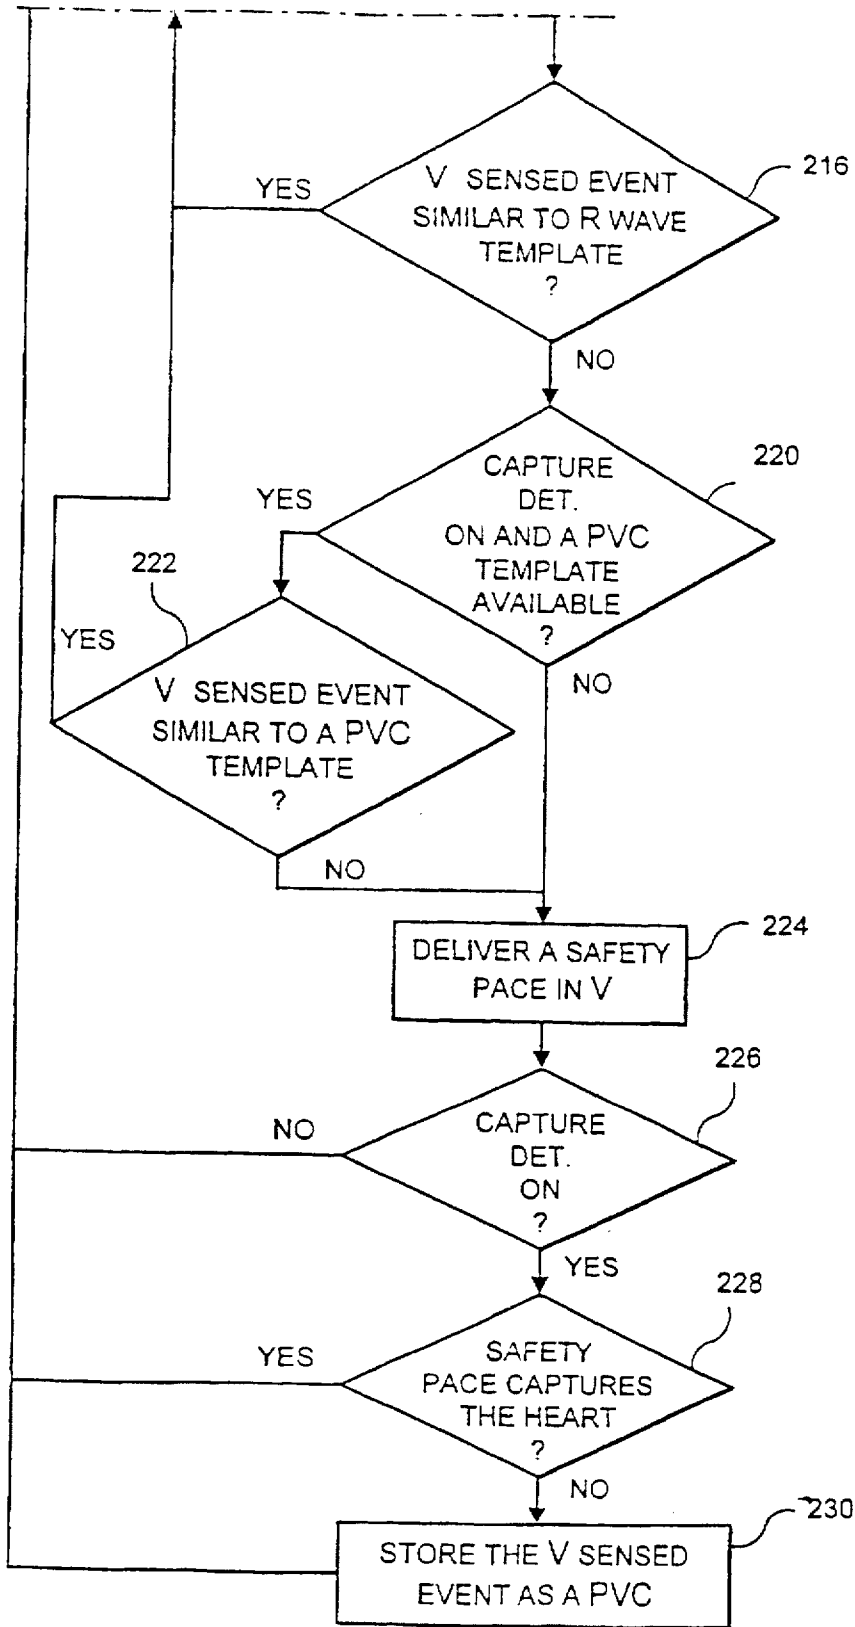 216
YES
V SENSED EVENT
SIMILAR TO R WAVE
TEMPLATE
?
NO
220
YES
CAPTURE
DET.
ON AND A PVC
TEMPLATE
AVAILABLE
?
NO
222
YES
V SENSED EVENT
SIMILAR TO A PVC
TEMPLATE
?
NO
224
DELIVER A SAFETY
PACE IN V
226
NO
CAPTURE
DET.
ON
?
YES
228
YES
SAFETY
PACE CAPTURES
THE HEART
?
NO
230
STORE THE V SENSED
EVENT AS A PVC